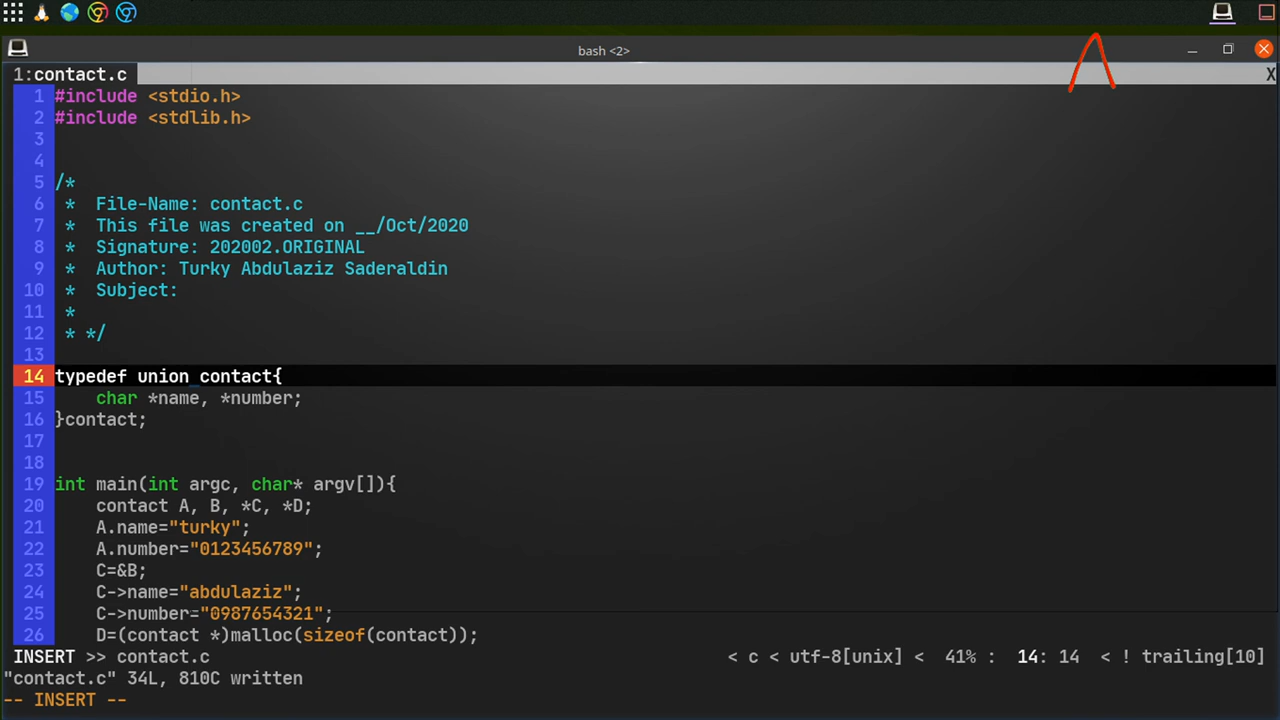 bash <2>
1:contact.c X
1 #include <stdio.h>
2 #include <stdlib.h>
3
4
5 /*
6  *  File-Name: contact.c
7  *  This file was created on __/Oct/2020
8  *  Signature: 202002.ORIGINAL
9  *  Author: Turky Abdulaziz Saderaldin
10  *  Subject:
11  *
12  * */
13
14 typedef union contact{
15     char *name, *number;
16 }contact;
17
18
19 int main(int argc, char* argv[]){
20     contact A, B, *C, *D;
21     A.name="turky";
22     A.number="0123456789";
23     C=&B;
24     C->name="abdulaziz";
25     C->number="0987654321";
26     D=(contact *)malloc(sizeof(contact));
INSERT >> contact.c < c < utf-8[unix] < 41% : 14: 14 < ! trailing[10]
"contact.c" 34L, 810C written
-- INSERT --